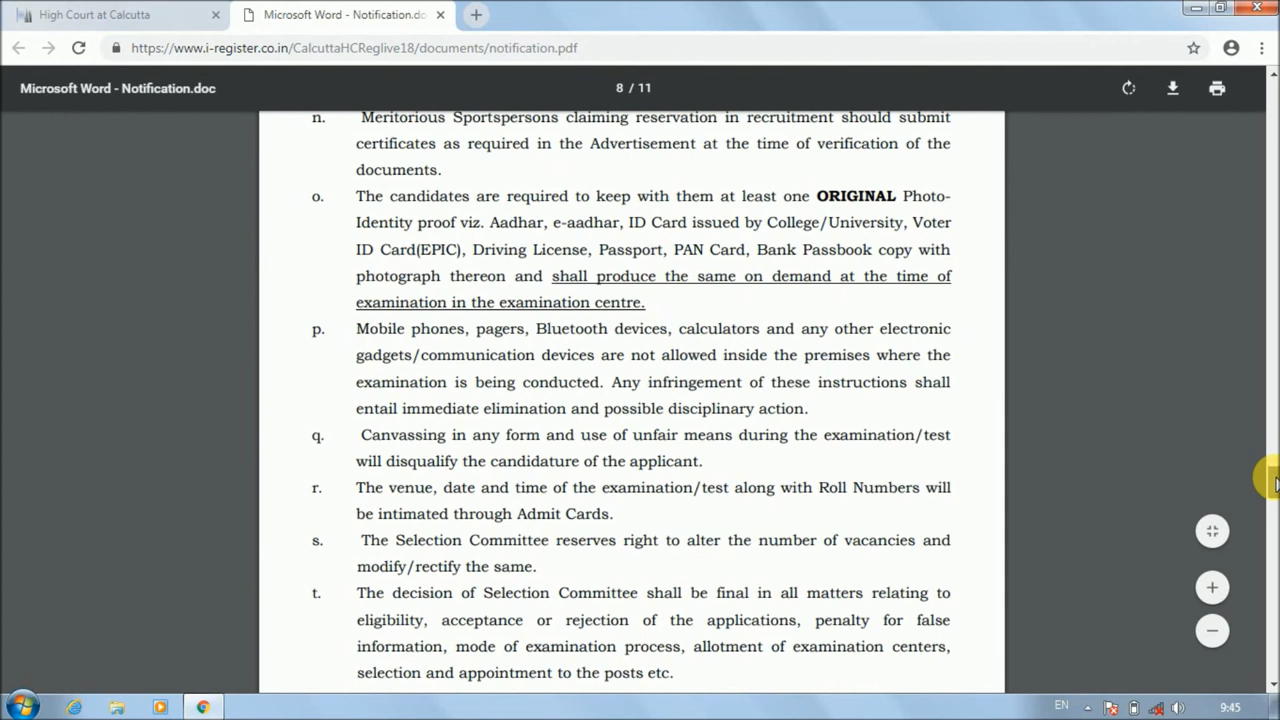 High Court at Calcutta
Microsoft Word - Notification.do
https://www.i-register.co.in/CalcuttaHCReglive18/documents/notification.pdf
Microsoft Word - Notification.doc
8 / 11
n. Meritorious Sportspersons claiming reservation in recruitment should submit
certificates as required in the Advertisement at the time of verification of the
documents.
o. The candidates are required to keep with them at least one ORIGINAL Photo-
Identity proof viz. Aadhar, e-aadhar, ID Card issued by College/University, Voter
ID Card(EPIC), Driving License, Passport, PAN Card, Bank Passbook copy with
photograph thereon and shall produce the same on demand at the time of
examination in the examination centre.
p. Mobile phones, pagers, Bluetooth devices, calculators and any other electronic
gadgets/communication devices are not allowed inside the premises where the
examination is being conducted. Any infringement of these instructions shall
entail immediate elimination and possible disciplinary action.
q. Canvassing in any form and use of unfair means during the examination/test
will disqualify the candidature of the applicant.
r. The venue, date and time of the examination/test along with Roll Numbers will
be intimated through Admit Cards.
s. The Selection Committee reserves right to alter the number of vacancies and
modify/rectify the same.
t. The decision of Selection Committee shall be final in all matters relating to
eligibility, acceptance or rejection of the applications, penalty for false
information, mode of examination process, allotment of examination centers,
selection and appointment to the posts etc.
EN
9:45